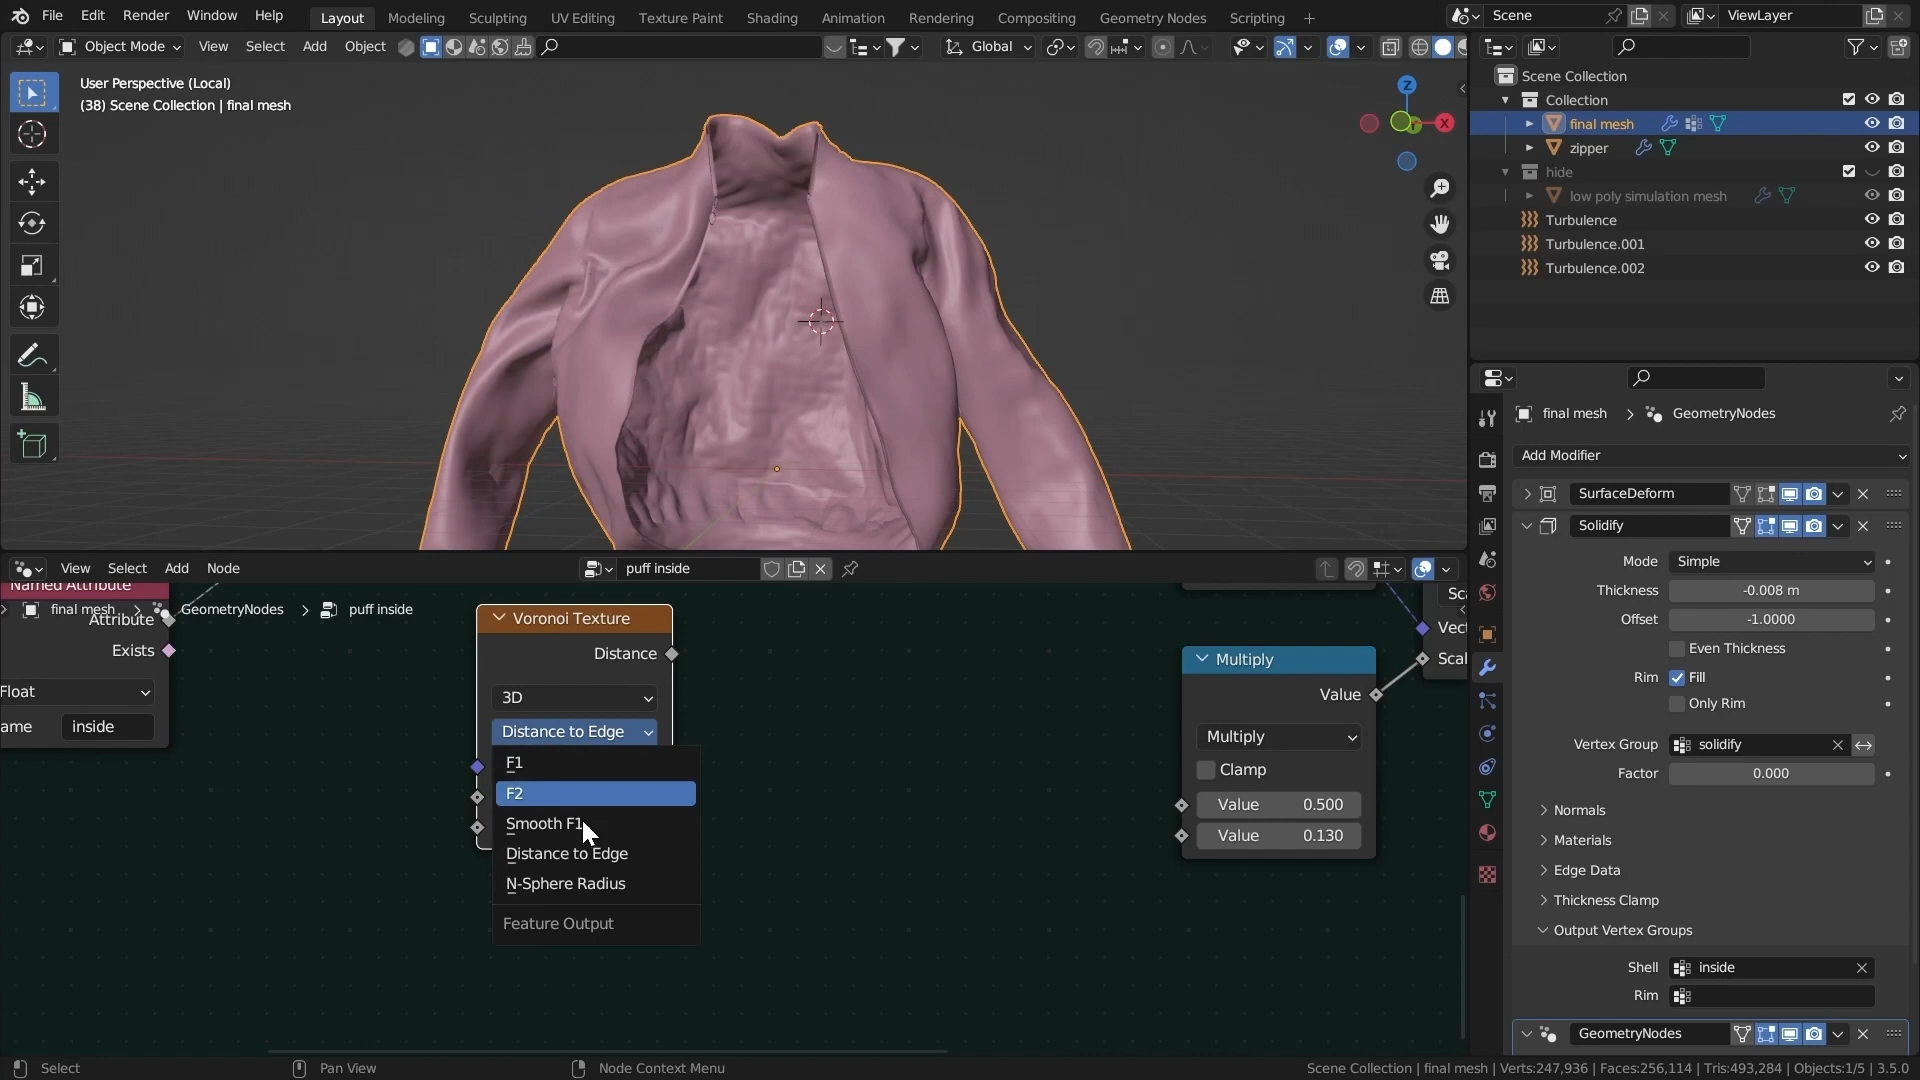 File Edit Render Window Help
Layout Modeling Sculpting UV Editing Texture Paint Shading Animation Rendering Compositing Geometry Nodes Scripting +
Scene
ViewLayer
Object Mode View Select Add Object
Global
User Perspective (Local)
(38) Scene Collection | final mesh
Z
X
Scene Collection
Collection
final mesh
zipper
hide
low poly simulation mesh
Turbulence
Turbulence.001
Turbulence.002
final mesh > GeometryNodes
Add Modifier
SurfaceDeform
Solidify
Mode Simple
Thickness -0.008 m
Offset -1.0000
Even Thickness
Rim Fill
Only Rim
Vertex Group solidify
Factor 0.000
Normals
Materials
Edge Data
Thickness Clamp
Output Vertex Groups
Shell inside
Rim
GeometryNodes
View Select Add Node
puff inside
Named Attribute
final mesh > GeometryNodes > puff inside
Attribute
Exists
Float
ame inside
Voronoi Texture
Distance
3D
Distance to Edge
F1
F2
Smooth F1
Distance to Edge
N-Sphere Radius
Feature Output
Multiply
Value
Multiply
Clamp
Value 0.500
Value 0.130
Sca
Vect
Scal
Select Pan View Node Context Menu
Scene Collection | final mesh | Verts:247,936 | Faces:256,114 | Tris:493,284 | Objects:1/5 | 3.5.0